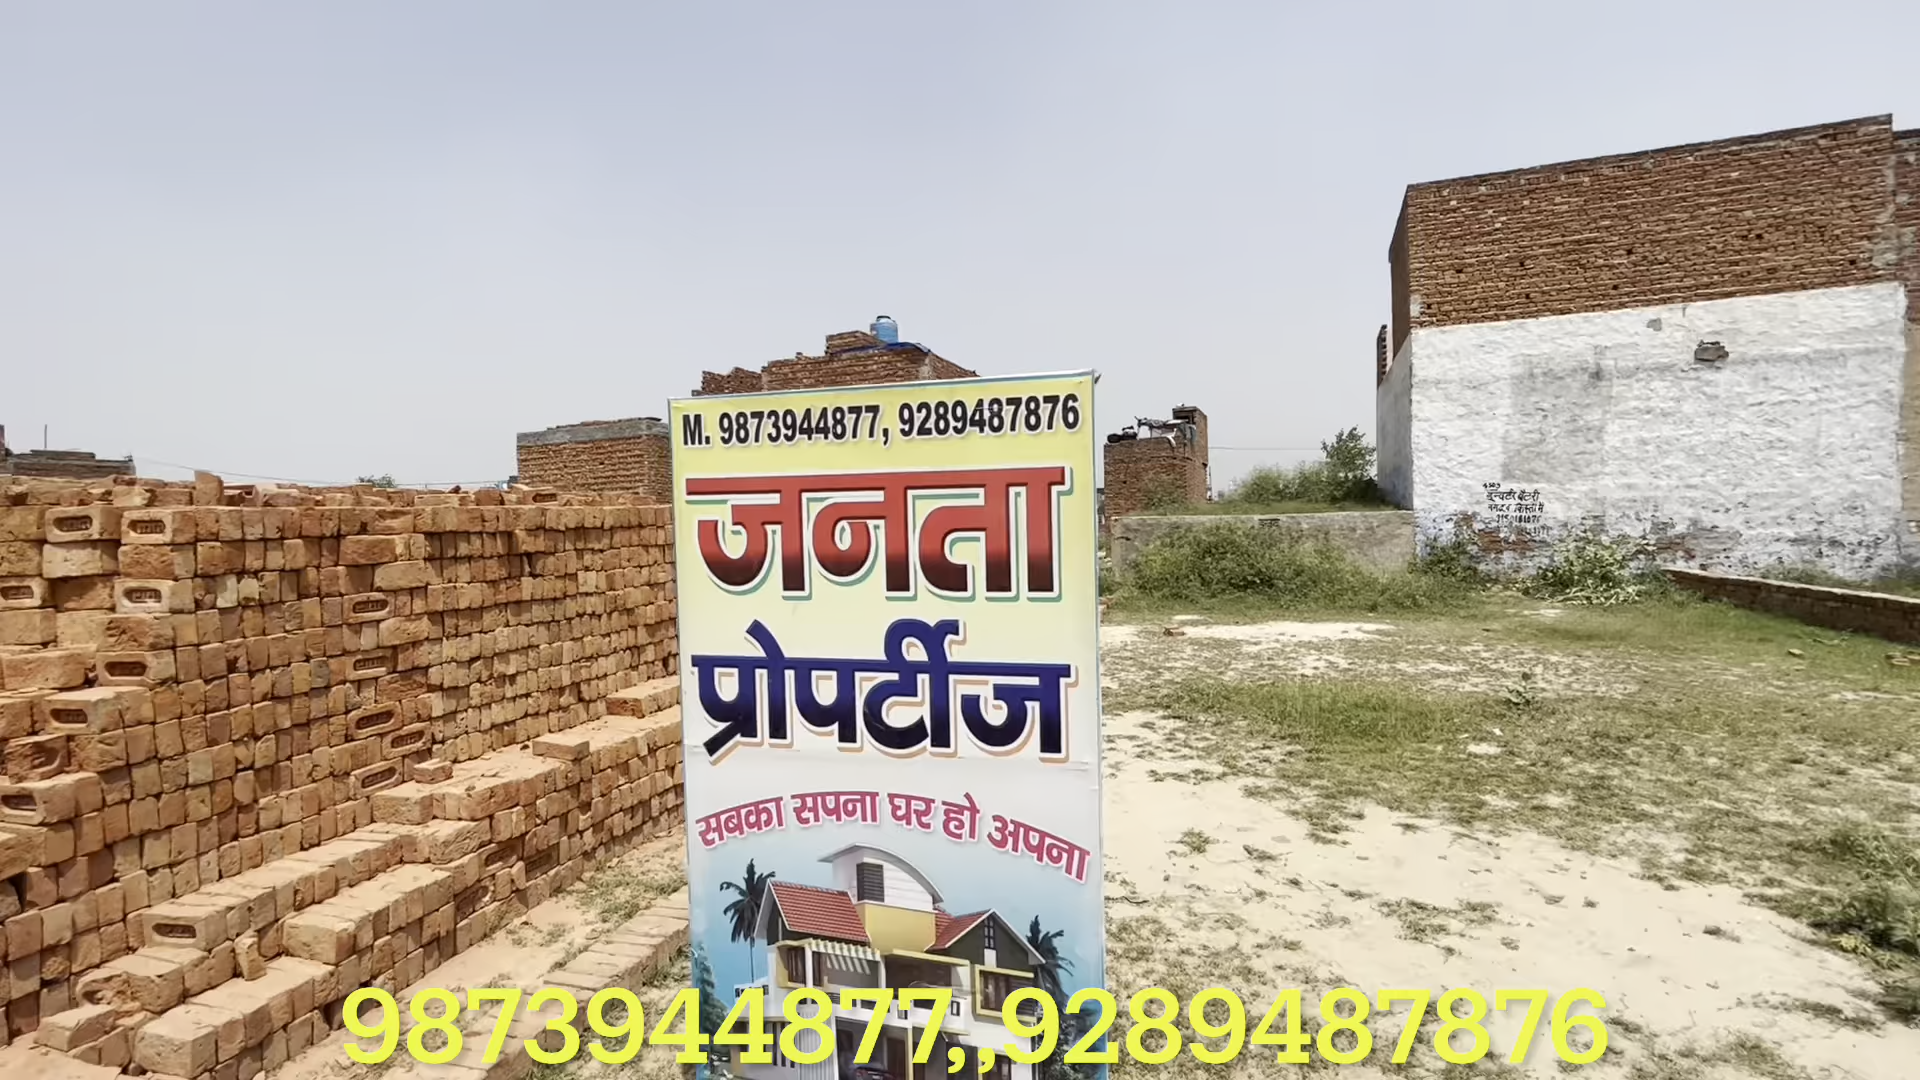 M. 9873944877, 9289487876
जनता
प्रोपर्टीज
सबका सपना घर हो अपना
9873944877,,9289487876